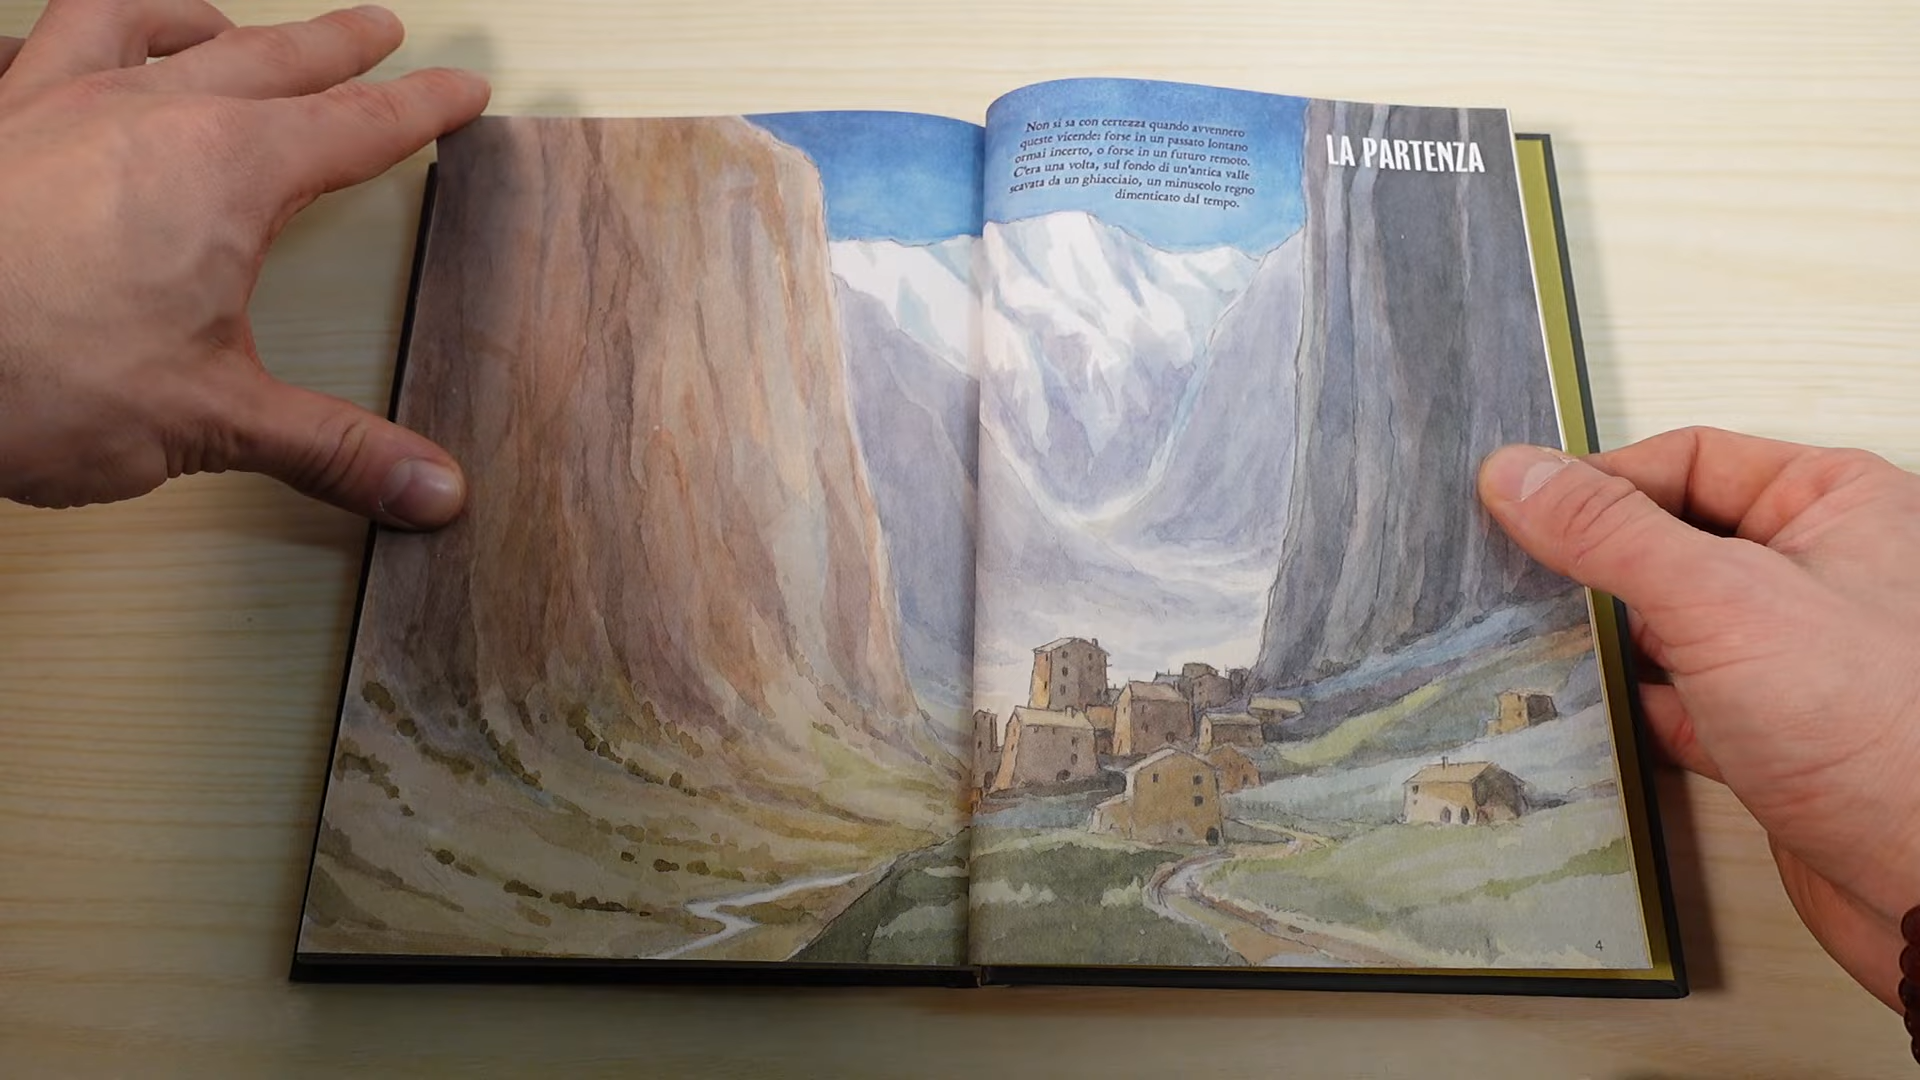 Non si sa con certezza quando avvennero
queste vicende: forse in un passato lontano
ormai incerto, o forse in un futuro remoto.
C'era una volta, sul fondo di un'antica valle
scavata da un ghiacciaio, un minuscolo regno
dimenticato dal tempo.
LA PARTENZA
4